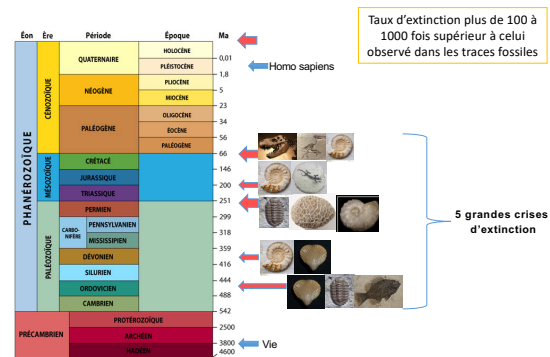 Éon Ère Période Époque Ma
Taux d'extinction plus de 100 à
1000 fois supérieur à celui
observé dans les traces fossiles
PHANÉROZOÏQUE
CÉNOZOÏQUE
QUATERNAIRE
HOLOCÈNE
0,01
PLÉISTOCÈNE
Homo sapiens
1,8
NÉOGÈNE
PLIOCÈNE
5
MIOCÈNE
23
PALÉOGÈNE
OLIGOCÈNE
34
EOCÈNE
56
PALÉOGÈNE
66
MÉSOZOÏQUE
CRÉTACÉ
146
JURASSIQUE
200
TRIASSIQUE
251
PALÉOZOÏQUE
PERMIEN
299
CARBO-
NIFÈRE
PENNSYLVANIEN
318
MISSISSIPIEN
359
DÉVONIEN
416
SILURIEN
444
ORDOVICIEN
488
CAMBRIEN
542
5 grandes crises
d'extinction
PRÉCAMBRIEN
PROTÉROZOÏQUE
2500
ARCHÉEN
3800
Vie
HADÉEN
4600